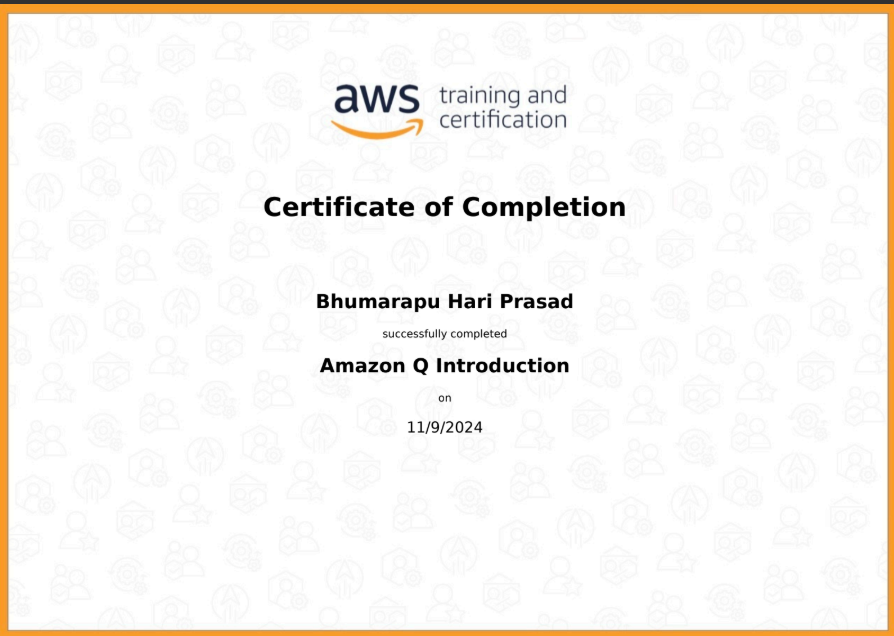 aws training and
certification
Certificate of Completion
Bhumarapu Hari Prasad
successfully completed
Amazon Q Introduction
on
11/9/2024